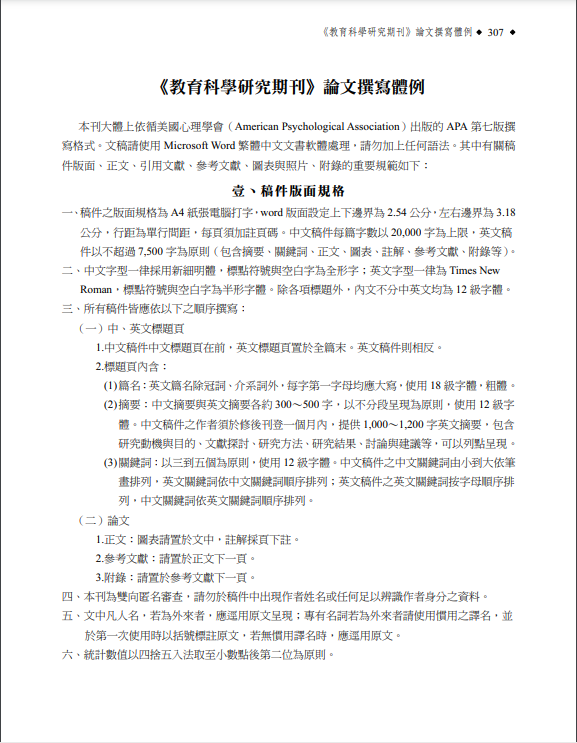 《教育科學研究期刊》論文撰寫體例 ◆ 307 ◆
《教育科學研究期刊》論文撰寫體例
本刊大體上依循美國心理學會（American Psychological Association）出版的 APA 第七版撰
寫格式。文稿請使用 Microsoft Word 繁體中文文書軟體處理，請勿加上任何語法。其中有關稿
件版面、正文、引用文獻、參考文獻、圖表與照片、附錄的重要規範如下：
壹、稿件版面規格
一、稿件之版面規格為 A4 紙張電腦打字，word 版面設定上下邊界為 2.54 公分，左右邊界為 3.18
公分，行距為單行間距，每頁須加註頁碼。中文稿件每篇字數以 20,000 字為上限，英文稿
件以不超過 7,500 字為原則（包含摘要、關鍵詞、正文、圖表、註解、參考文獻、附錄等）。
二、中文字型一律採用新細明體，標點符號與空白字為全形字；英文字型一律為 Times New
Roman，標點符號與空白字為半形字體。除各項標題外，內文不分中英文均為 12 級字體。
三、所有稿件皆應依以下之順序撰寫：
（一）中、英文標題頁
1.中文稿件中文標題頁在前，英文標題頁置於全篇末。英文稿件則相反。
2.標題頁內含：
(1)篇名：英文篇名除冠詞、介系詞外，每字第一字母均應大寫，使用 18 級字體，粗體。
(2)摘要：中文摘要與英文摘要各約 300～500 字，以不分段呈現為原則，使用 12 級字
體。中文稿件之作者須於修後刊登一個月內，提供 1,000～1,200 字英文摘要，包含
研究動機與目的、文獻探討、研究方法、研究結果、討論與建議等，可以列點呈現。
(3)關鍵詞：以三到五個為原則，使用 12 級字體。中文稿件之中文關鍵詞由小到大依筆
畫排列，英文關鍵詞依中文關鍵詞順序排列；英文稿件之英文關鍵詞按字母順序排
列，中文關鍵詞依英文關鍵詞順序排列。
（二）論文
1.正文：圖表請置於文中，註解採頁下註。
2.參考文獻：請置於正文下一頁。
3.附錄：請置於參考文獻下一頁。
四、本刊為雙向匿名審查，請勿於稿件中出現作者姓名或任何足以辨識作者身分之資料。
五、文中凡人名，若為外來者，應逕用原文呈現；專有名詞若為外來者請使用慣用之譯名，並
於第一次使用時以括號標註原文，若無慣用譯名時，應逕用原文。
六、統計數值以四捨五入法取至小數點後第二位為原則。